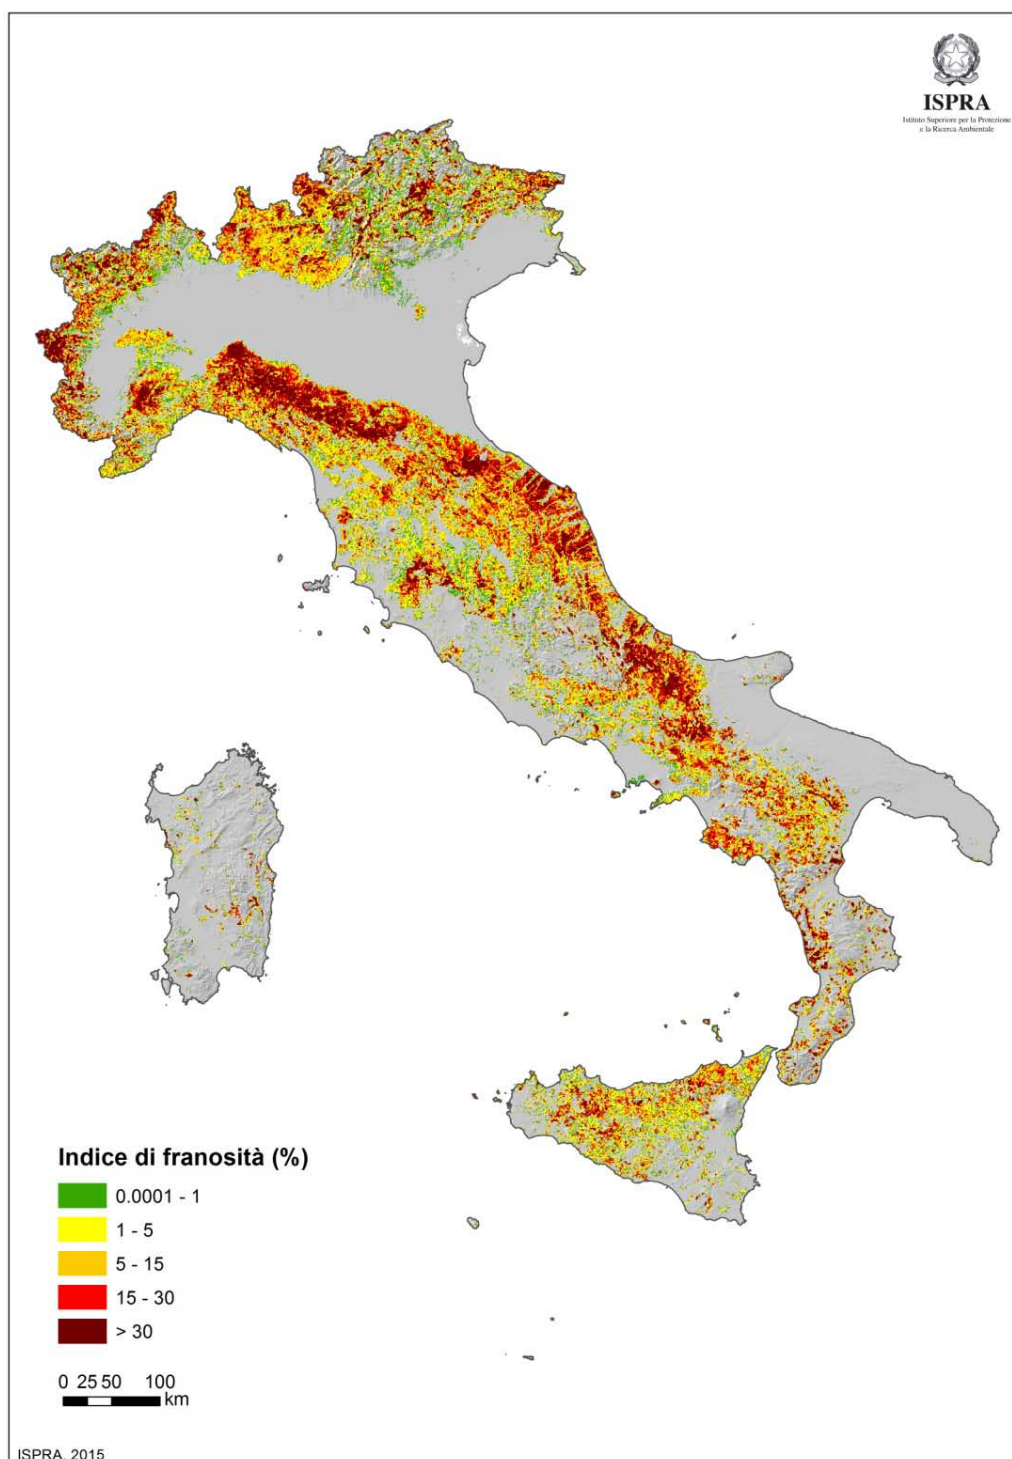 ISPRA
Istituto Superiore per la Protezione
e la Ricerca Ambientale
Indice di franosità (%)
0.0001 - 1
1 - 5
5 - 15
15 - 30
> 30
0 25 50 100
km
ISPRA, 2015